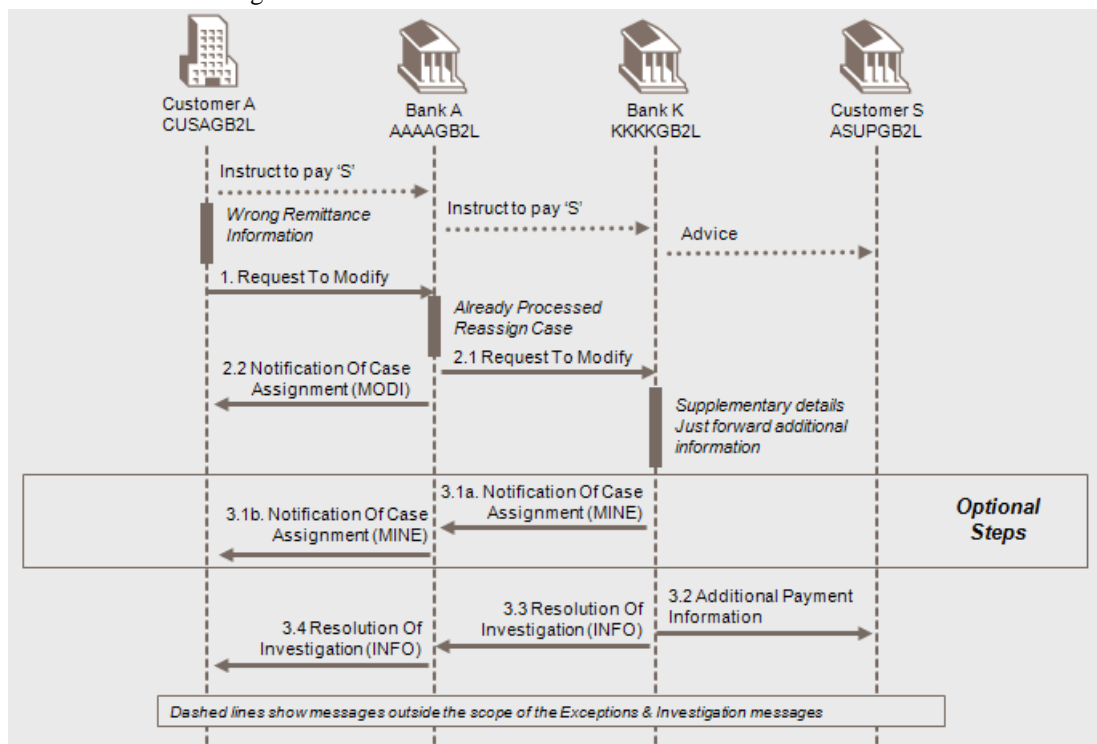 Customer A
CUSAGB2L
Bank A
AAAAGB2L
Bank K
KKKKGB2L
Customer S
ASUPGB2L
Instruct to pay ‘S’
Wrong Remittance
Information
Instruct to pay ‘S’
Advice
1. Request To Modify
Already Processed
Reassign Case
2.1 Request To Modify
2.2 Notification Of Case
Assignment (MODI)
Supplementary details
Just forward additional
information
3.1a. Notification Of Case
Assignment (MINE)
3.1b. Notification Of Case
Assignment (MINE)
Optional
Steps
3.2 Additional Payment
Information
3.3 Resolution Of
Investigation (INFO)
3.4 Resolution Of
Investigation (INFO)
Dashed lines show messages outside the scope of the Exceptions & Investigation messages